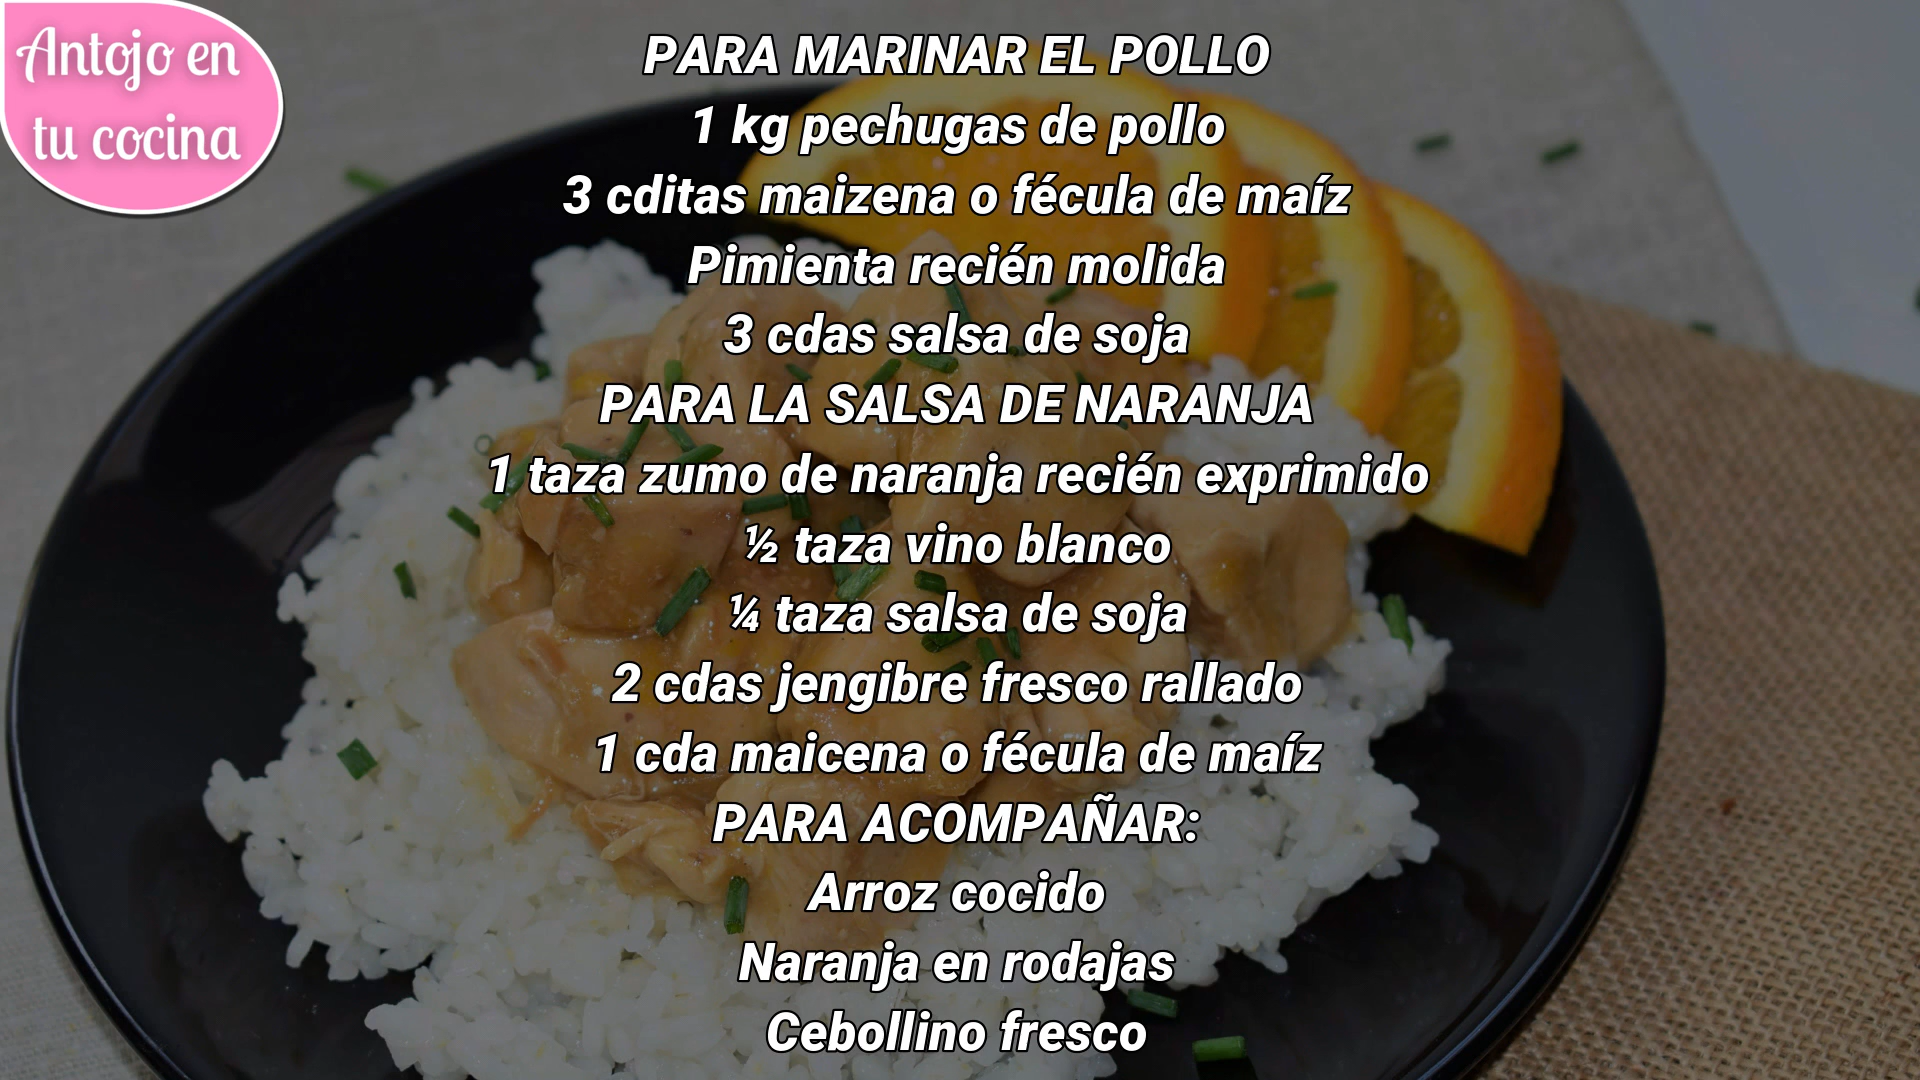 Antojo en
tu cocina
PARA MARINAR EL POLLO
1 kg pechugas de pollo
3 cditas maizena o fécula de maíz
Pimienta recién molida
3 cdas salsa de soja
PARA LA SALSA DE NARANJA
1 taza zumo de naranja recién exprimido
½ taza vino blanco
¼ taza salsa de soja
2 cdas jengibre fresco rallado
1 cda maicena o fécula de maíz
PARA ACOMPAÑAR:
Arroz cocido
Naranja en rodajas
Cebollino fresco